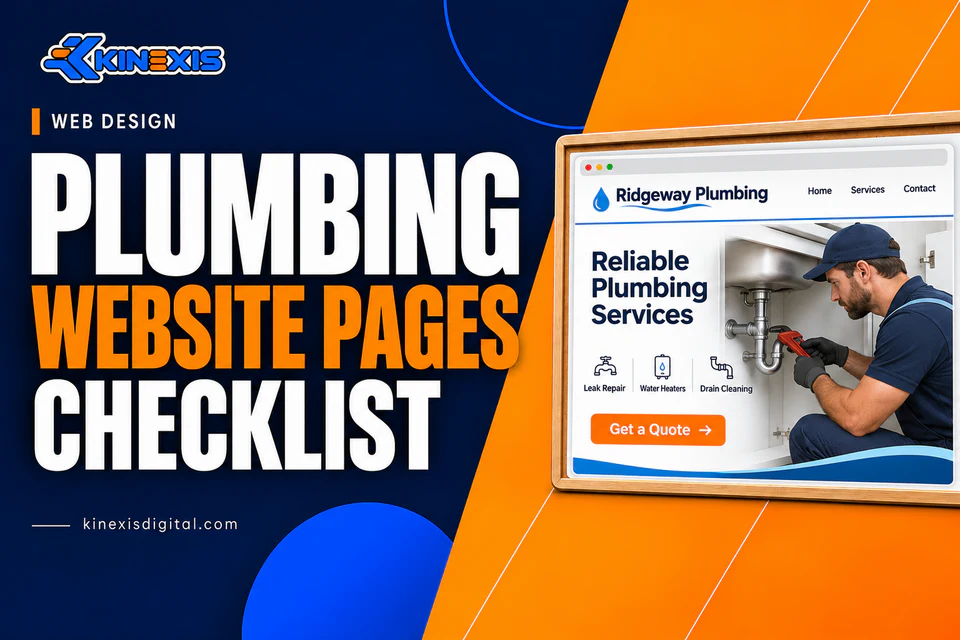 KINEXIS
WEB DESIGN
PLUMBING
WEBSITE PAGES
CHECKLIST
kinexisdigital.com
Ridgeway Plumbing
Home Services Contact
Reliable
Plumbing
Services
Leak Repair Water Heaters Drain Cleaning
Get a Quote →